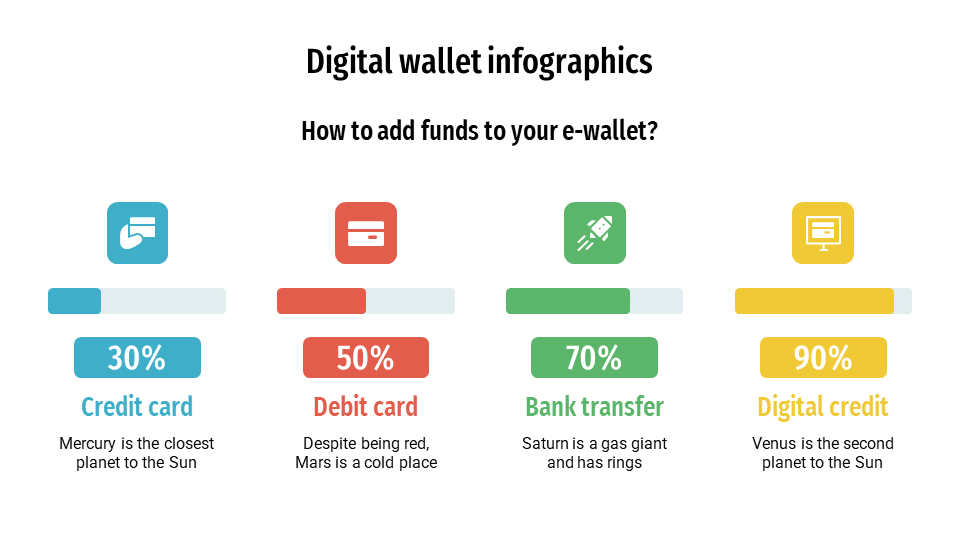 Digital wallet infographics
How to add funds to your e-wallet?
30%
Credit card
Mercury is the closest
planet to the Sun
50%
Debit card
Despite being red,
Mars is a cold place
70%
Bank transfer
Saturn is a gas giant
and has rings
90%
Digital credit
Venus is the second
planet to the Sun